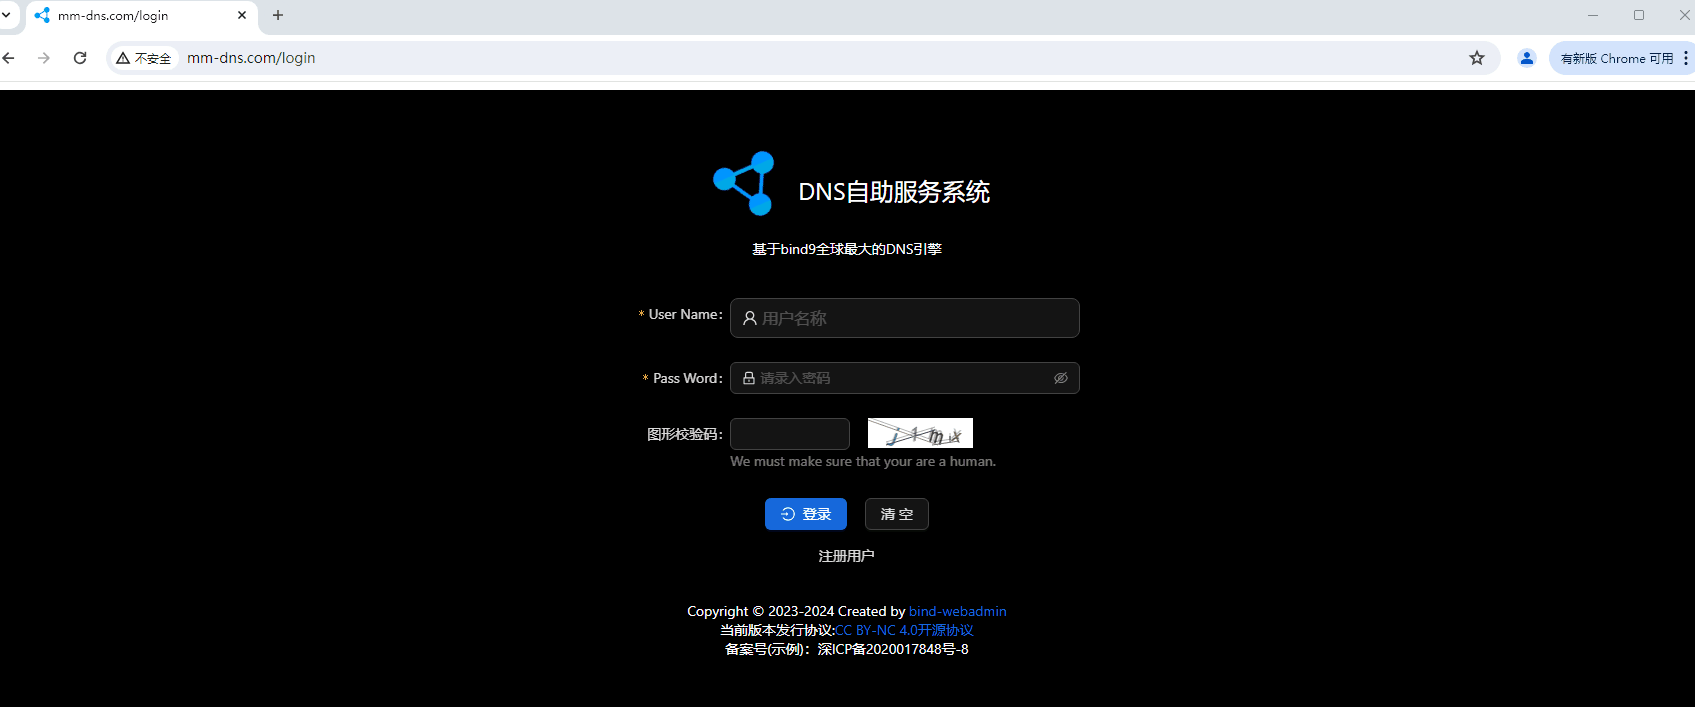 mm-dns.com/login
不安全 mm-dns.com/login 有新版 Chrome 可用
DNS自助服务系统
基于bind9全球最大的DNS引擎
* User Name: 用户名称
* Pass Word: 请录入密码
图形校验码: j1mx
We must make sure that your are a human.
登录 清 空
注册用户
Copyright © 2023-2024 Created by bind-webadmin
当前版本发行协议:CC BY-NC 4.0开源协议
备案号(示例)：深ICP备2020017848号-8